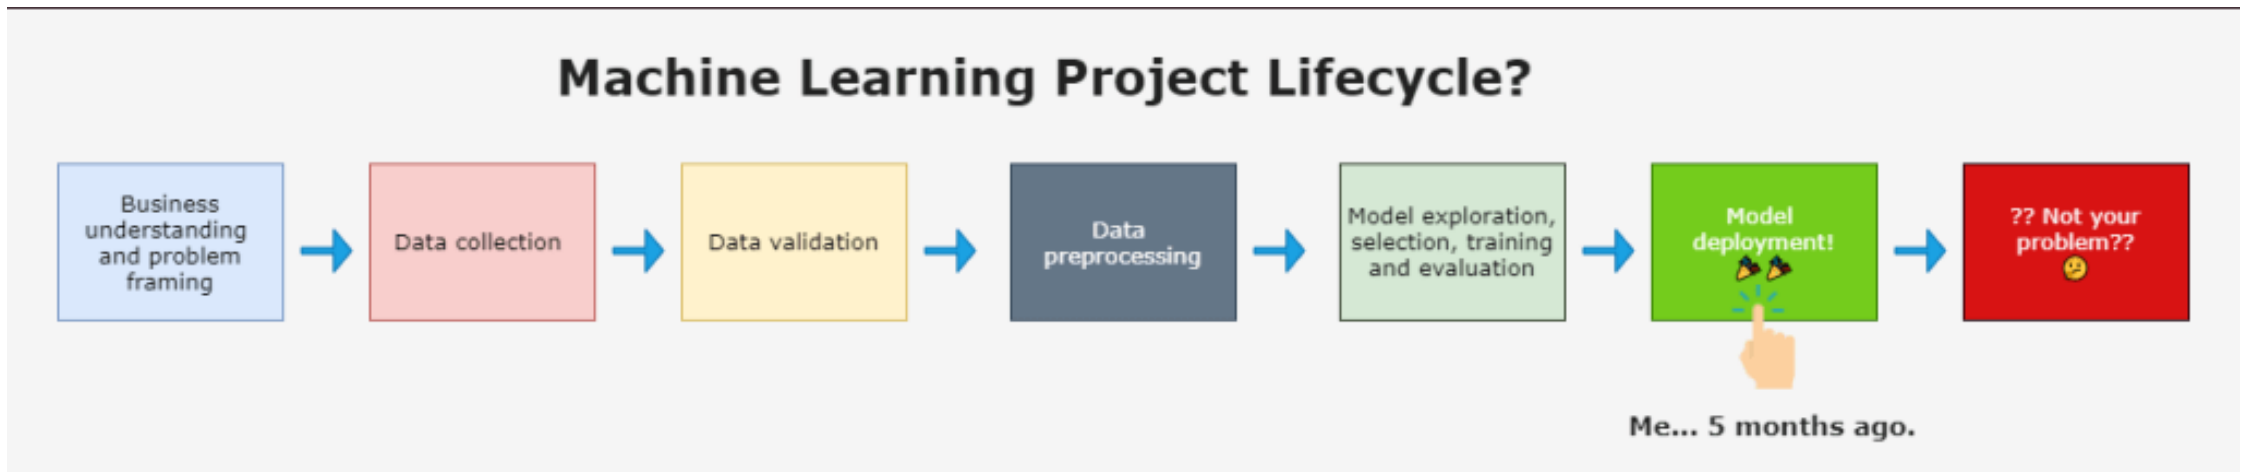 Machine Learning Project Lifecycle?
Business
understanding
and problem
framing
Data collection
Data validation
Data
preprocessing
Model exploration,
selection, training
and evaluation
Model
deployment!
?? Not your
problem??
Me... 5 months ago.